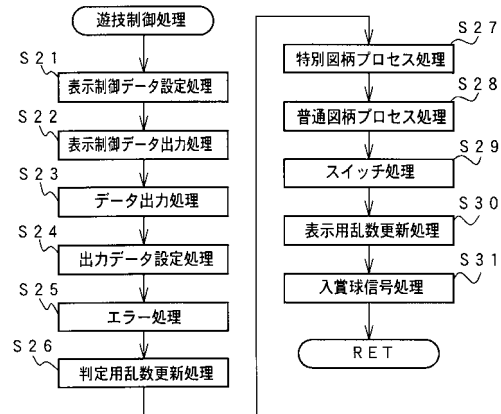 遊技制御処理
S21
表示制御データ設定処理
S22
表示制御データ出力処理
S23
データ出力処理
S24
出力データ設定処理
S25
エラー処理
S26
判定用乱数更新処理
S27
特別図柄プロセス処理
S28
普通図柄プロセス処理
S29
スイッチ処理
S30
表示用乱数更新処理
S31
入賞球信号処理
RET